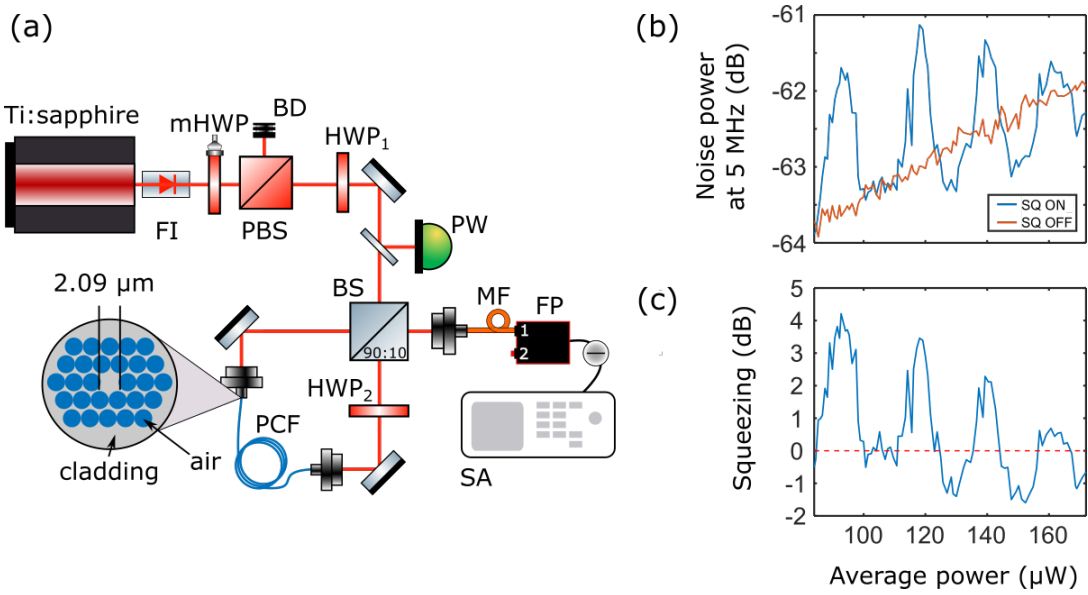 (a)
Ti:sapphire
FI
mHWP
BD
PBS
HWP1
PW
BS
90:10
MF
FP
1
2
HWP2
SA
PCF
2.09 μm
cladding
air
(b)
Noise power
at 5 MHz (dB)
-61
-62
-63
-64
SQ ON
SQ OFF
(c)
Squeezing (dB)
5
4
3
2
1
0
-1
-2
100
120
140
160
Average power (μW)